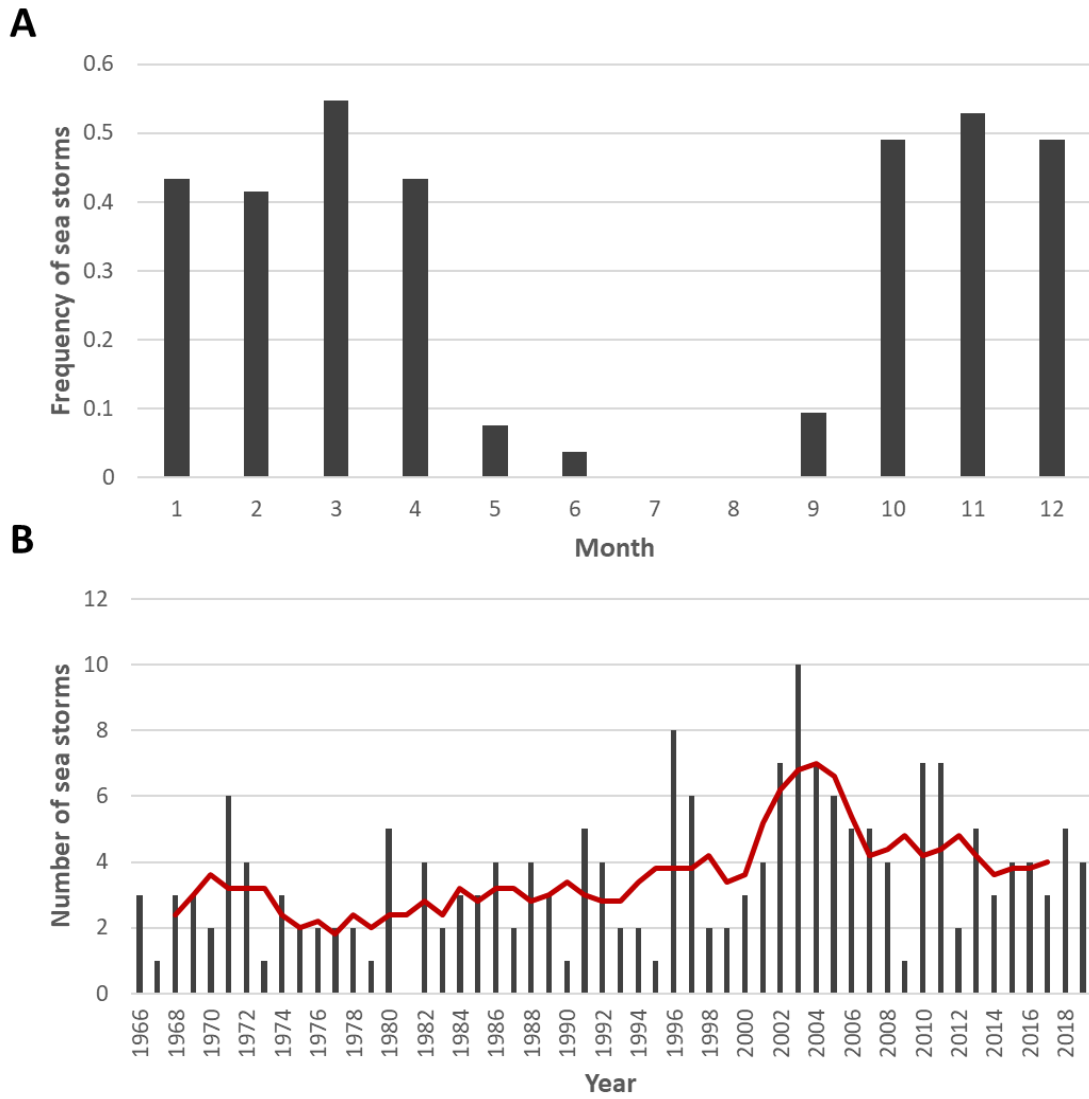 A
Frequency of sea storms
0.6
0.5
0.4
0.3
0.2
0.1
0
1 2 3 4 5 6 7 8 9 10 11 12
Month
B
Number of sea storms
12
10
8
6
4
2
0
1966 1968 1970 1972 1974 1976 1978 1980 1982 1984 1986 1988 1990 1992 1994 1996 1998 2000 2002 2004 2006 2008 2010 2012 2014 2016 2018
Year